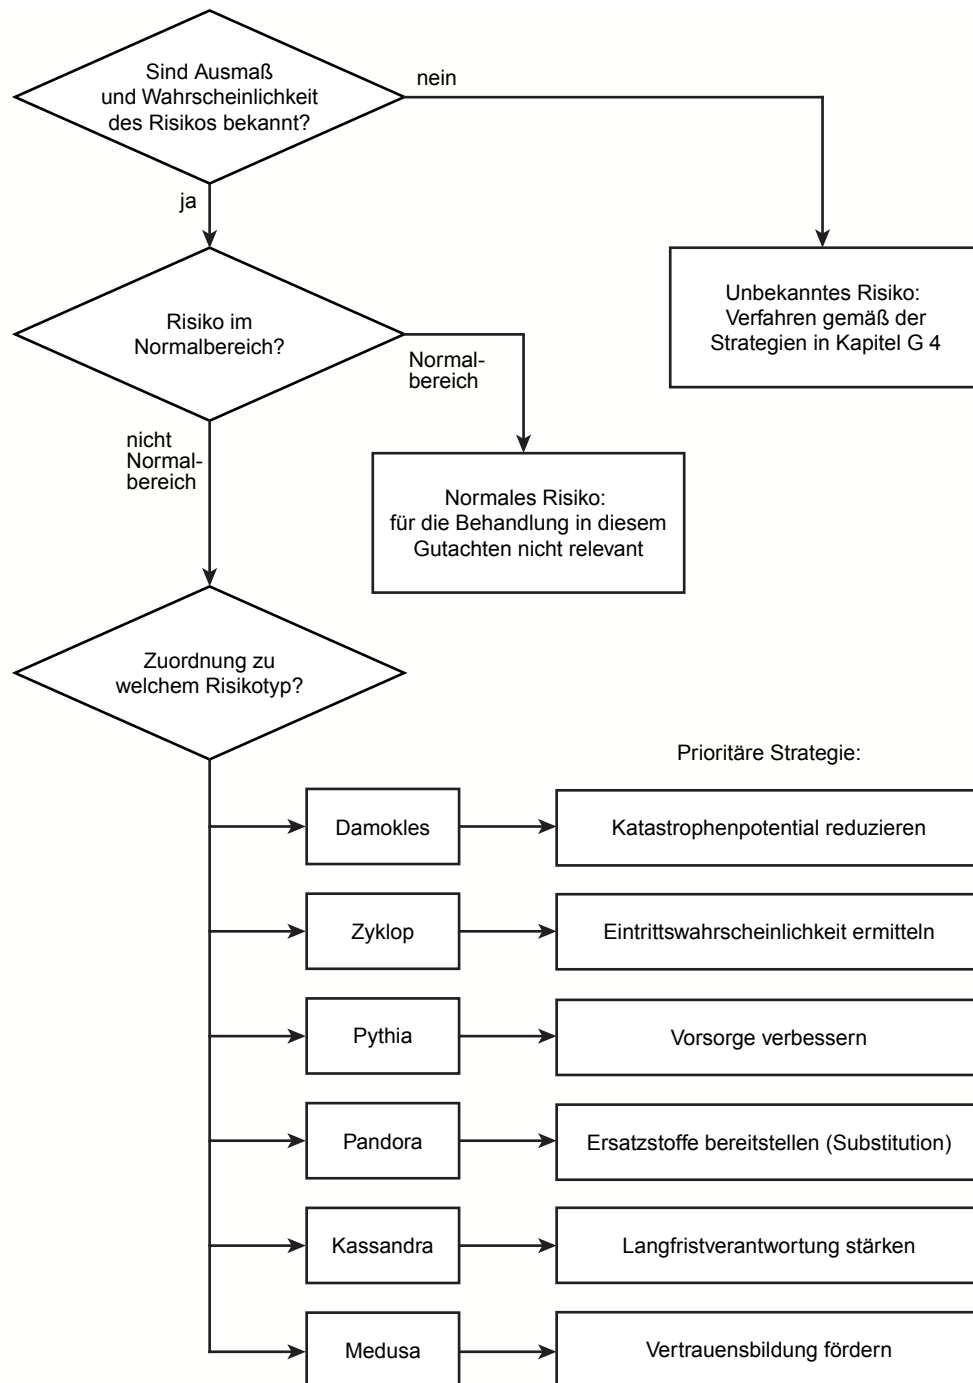 Sind Ausmaß
und Wahrscheinlichkeit
des Risikos bekannt?
nein
ja
Unbekanntes Risiko:
Verfahren gemäß der
Strategien in Kapitel G 4
Risiko im
Normalbereich?
Normal-
bereich
nicht
Normal-
bereich
Normales Risiko:
für die Behandlung in diesem
Gutachten nicht relevant
Zuordnung zu
welchem Risikotyp?
Prioritäre Strategie:
Damokles
Katastrophenpotential reduzieren
Zyklop
Eintrittswahrscheinlichkeit ermitteln
Pythia
Vorsorge verbessern
Pandora
Ersatzstoffe bereitstellen (Substitution)
Kassandra
Langfristverantwortung stärken
Medusa
Vertrauensbildung fördern